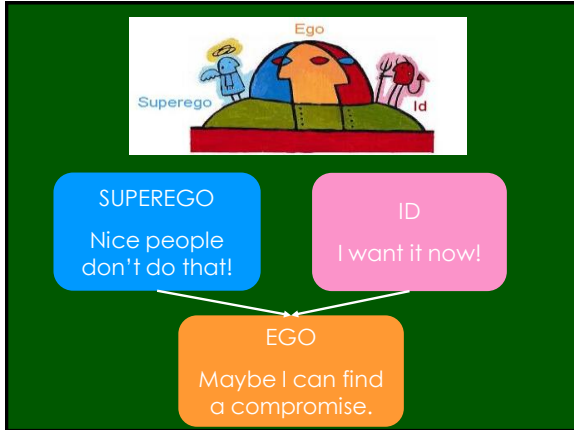 Ego
Superego
Id
SUPEREGO
Nice people
don't do that!
ID
I want it now!
EGO
Maybe I can find
a compromise.